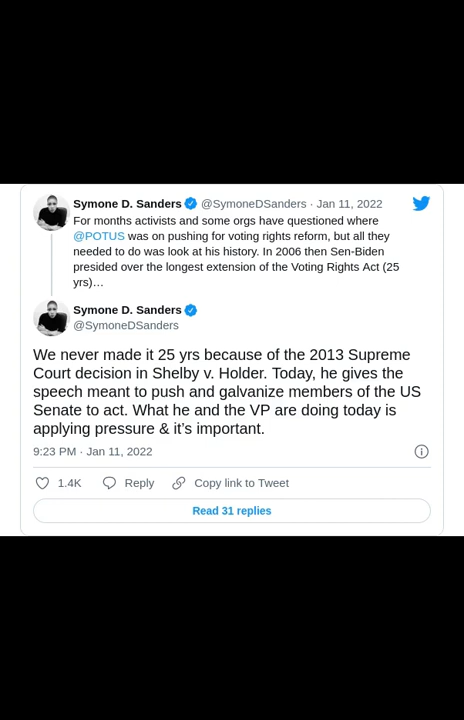 Symone D. Sanders @SymoneDSanders · Jan 11, 2022
For months activists and some orgs have questioned where
@POTUS was on pushing for voting rights reform, but all they
needed to do was look at his history. In 2006 then Sen-Biden
presided over the longest extension of the Voting Rights Act (25
yrs)…
Symone D. Sanders
@SymoneDSanders
We never made it 25 yrs because of the 2013 Supreme
Court decision in Shelby v. Holder. Today, he gives the
speech meant to push and galvanize members of the US
Senate to act. What he and the VP are doing today is
applying pressure & it’s important.
9:23 PM · Jan 11, 2022
1.4K Reply Copy link to Tweet
Read 31 replies